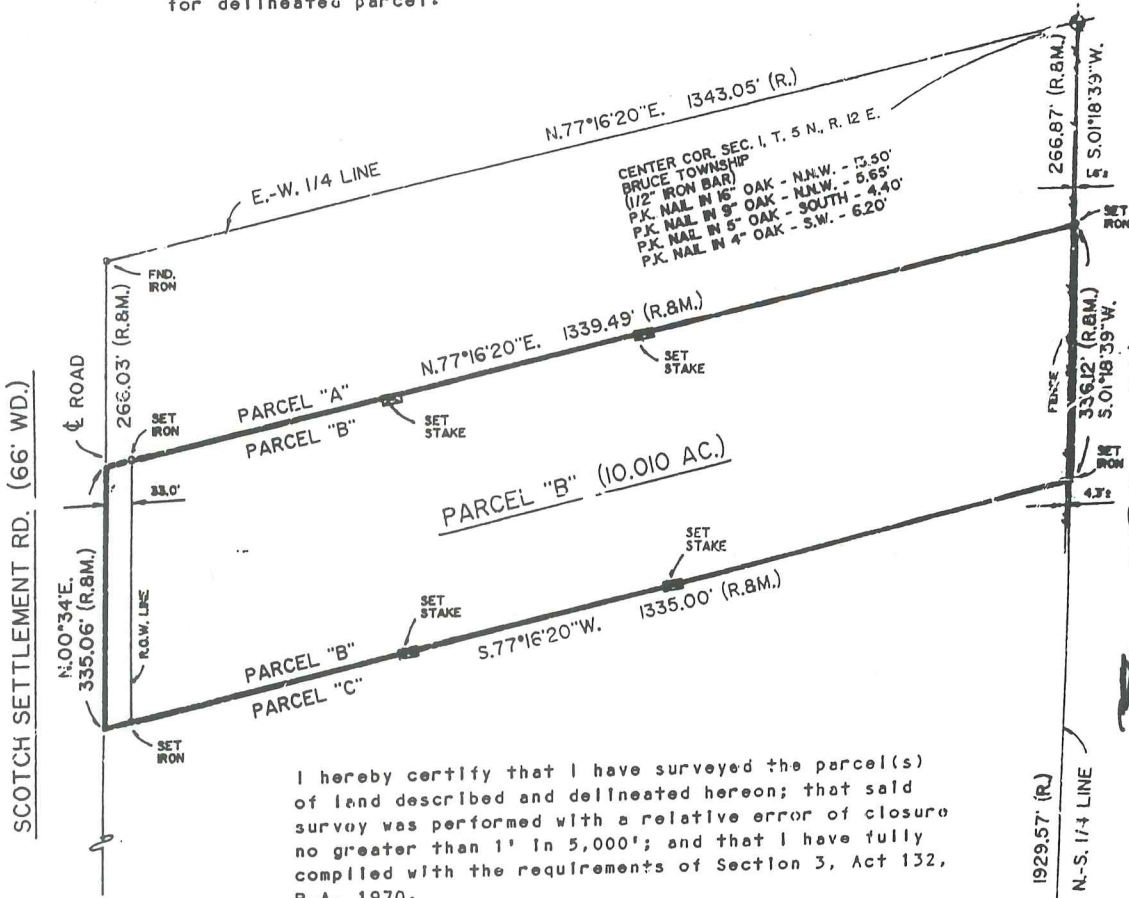 for delineated parcel.
N.77°16'20"E. 1343.05' (R.)
E.-W. 1/4 LINE
CENTER COR. SEC. 1, T. 5 N., R. 12 E.
BRUCE TOWNSHIP
(1/2" IRON BAR)
P.K. NAIL IN 16" OAK - N.N.W. - 13.50'
P.K. NAIL IN 9" OAK - N.N.W. - 5.65'
P.K. NAIL IN 5" OAK - SOUTH - 4.40'
P.K. NAIL IN 4" OAK - S.W. - 6.20'
266.87' (R.&M.)
S.01°18'39"W.
SET
IRON
FND.
IRON
266.03' (R.&M.)
℄ ROAD
SET
IRON
33.0'
N.77°16'20"E. 1339.49' (R.&M.)
PARCEL "A"
PARCEL "B"
SET
STAKE
SET
STAKE
FENCE
336.12' (R.&M.)
S.01°18'39"W.
SET
IRON
4.3'±
PARCEL "B" (10.010 AC.)
SCOTCH SETTLEMENT RD. (66' WD.)
N.00°34'E.
335.06' (R.&M.)
R.O.W. LINE
SET
STAKE
SET
STAKE
S.77°16'20"W. 1335.00' (R.&M.)
PARCEL "B"
PARCEL "C"
SET
IRON
1929.57' (R.)
N.-S. 1/4 LINE
I hereby certify that I have surveyed the parcel(s)
of land described and delineated hereon; that said
survey was performed with a relative error of closure
no greater than 1' in 5,000'; and that I have fully
complied with the requirements of Section 3, Act 132,
P.A. 1970.